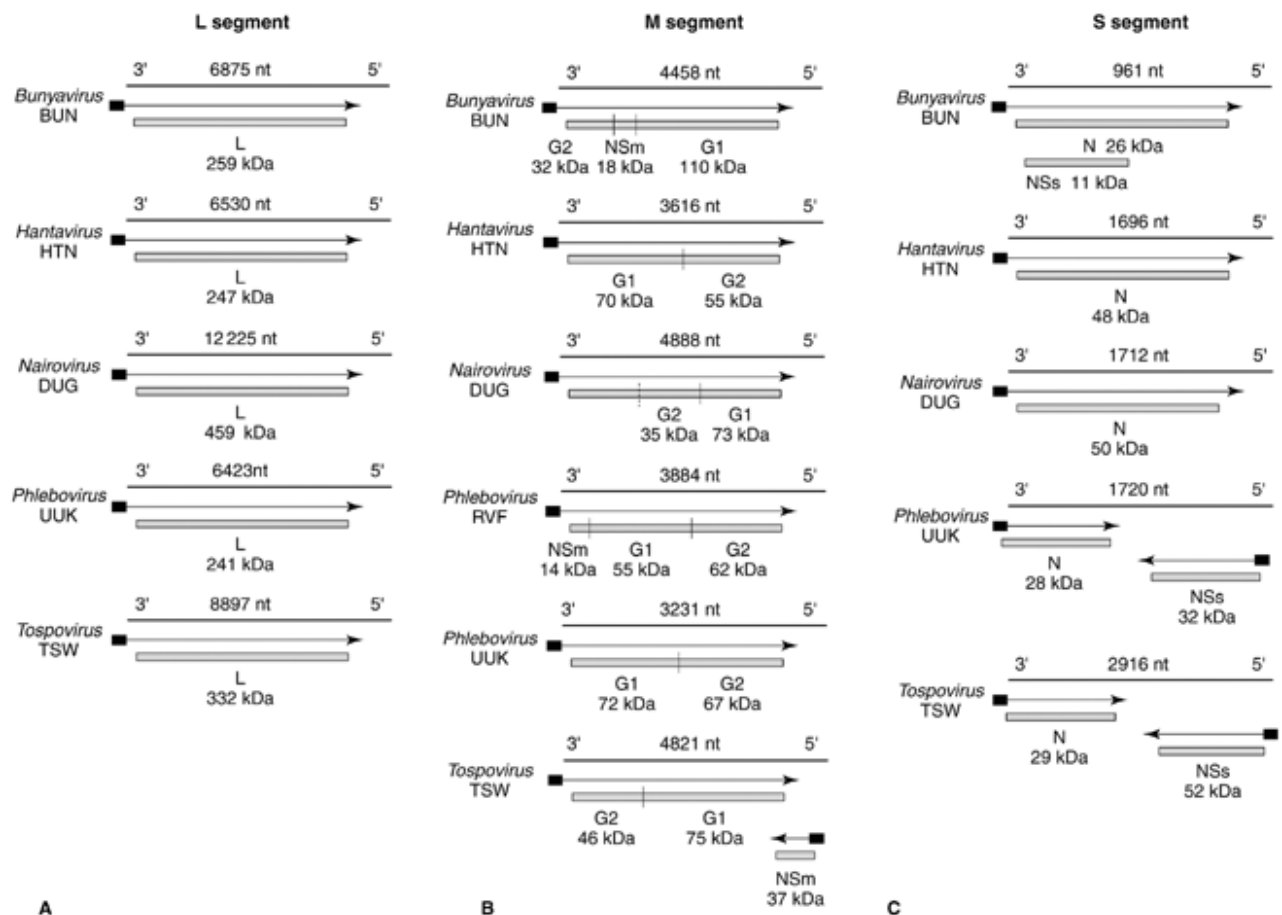 L segment
3' 6875 nt 5'
Bunyavirus
BUN
L
259 kDa
3' 6530 nt 5'
Hantavirus
HTN
L
247 kDa
3' 12 225 nt 5'
Nairovirus
DUG
L
459 kDa
3' 6423nt 5'
Phlebovirus
UUK
L
241 kDa
3' 8897 nt 5'
Tospovirus
TSW
L
332 kDa
A
M segment
3' 4458 nt 5'
Bunyavirus
BUN
G2 NSm G1
32 kDa 18 kDa 110 kDa
3' 3616 nt 5'
Hantavirus
HTN
G1 G2
70 kDa 55 kDa
3' 4888 nt 5'
Nairovirus
DUG
G2 G1
35 kDa 73 kDa
3' 3884 nt 5'
Phlebovirus
RVF
NSm G1 G2
14 kDa 55 kDa 62 kDa
3' 3231 nt 5'
Phlebovirus
UUK
G1 G2
72 kDa 67 kDa
3' 4821 nt 5'
Tospovirus
TSW
G2 G1
46 kDa 75 kDa
NSm
37 kDa
B
S segment
3' 961 nt 5'
Bunyavirus
BUN
N 26 kDa
NSs 11 kDa
3' 1696 nt 5'
Hantavirus
HTN
N
48 kDa
3' 1712 nt 5'
Nairovirus
DUG
N
50 kDa
3' 1720 nt 5'
Phlebovirus
UUK
N
28 kDa
NSs
32 kDa
3' 2916 nt 5'
Tospovirus
TSW
N
29 kDa
NSs
52 kDa
C